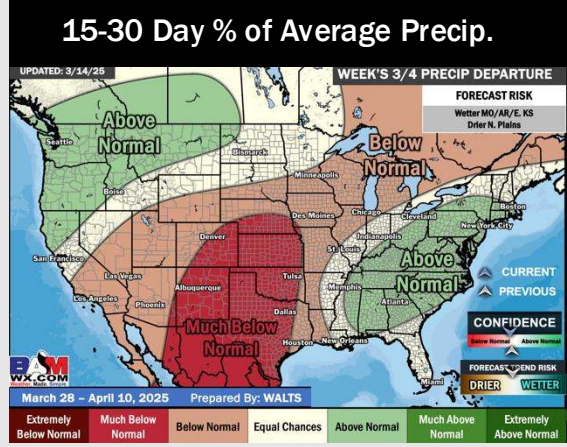 15-30 Day % of Average Precip.
UPDATED: 3/14/25
WEEK'S 3/4 PRECIP DEPARTURE
FORECAST RISK
Wetter MO/AR/E. KS
Drier N. Plains
Above
Normal
Seattle
Boise
Bismarck
Minneapolis
Below
Normal
Des Moines
Chicago
Cleveland
Boston
New York City
Indianapolis
Denver
St. Louis
San Francisco
Las Vegas
Los Angeles
Phoenix
Albuquerque
Tulsa
Dallas
Memphis
Above
Normal
Atlanta
Much Below
Normal
Houston
New Orleans
Miami
CURRENT
PREVIOUS
CONFIDENCE
Below Normal
Above Normal
FORECAST TREND RISK
DRIER
WETTER
BAM
WX.COM
Weather. Made. Simple.
March 28 – April 10, 2025
Prepared By: WALTS
Extremely
Below Normal
Much Below
Normal
Below Normal
Equal Chances
Above Normal
Much Above
Normal
Extremely
Above Normal